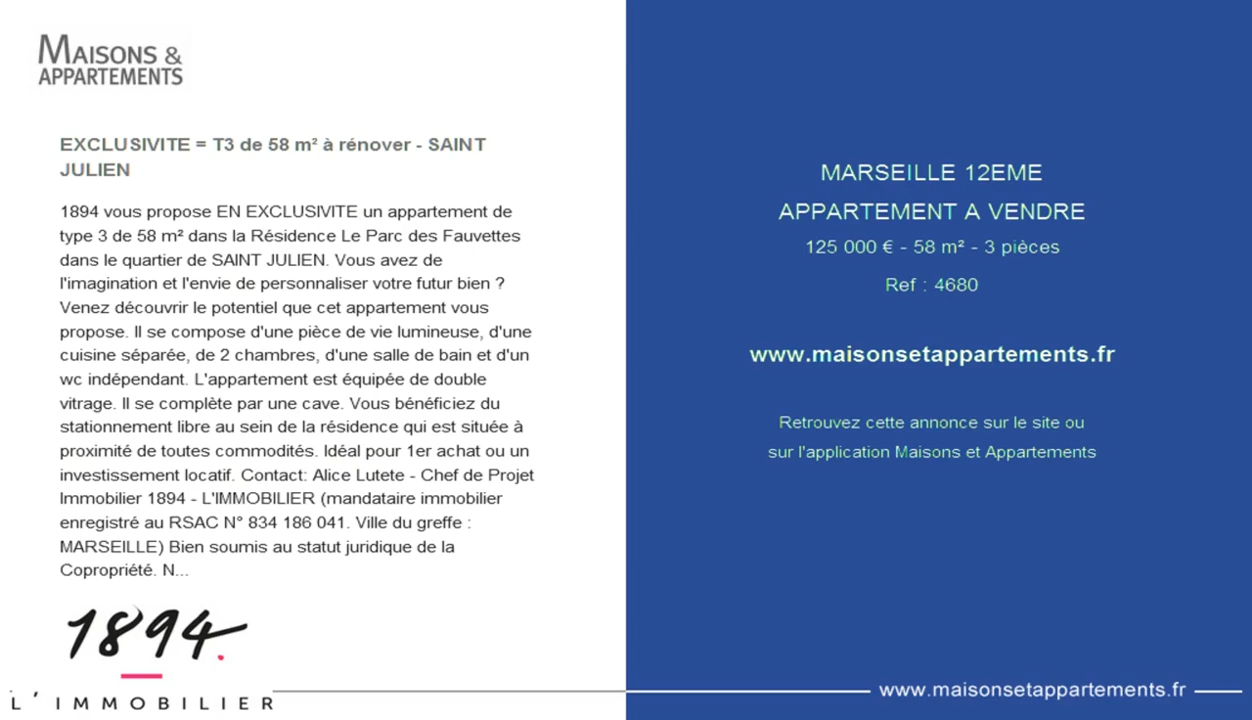 MAISONS &
APPARTEMENTS
EXCLUSIVITE = T3 de 58 m² à rénover - SAINT
JULIEN
1894 vous propose EN EXCLUSIVITE un appartement de
type 3 de 58 m² dans la Résidence Le Parc des Fauvettes
dans le quartier de SAINT JULIEN. Vous avez de
l'imagination et l'envie de personnaliser votre futur bien ?
Venez découvrir le potentiel que cet appartement vous
propose. Il se compose d'une pièce de vie lumineuse, d'une
cuisine séparée, de 2 chambres, d'une salle de bain et d'un
wc indépendant. L'appartement est équipée de double
vitrage. Il se complète par une cave. Vous bénéficiez du
stationnement libre au sein de la résidence qui est située à
proximité de toutes commodités. Idéal pour 1er achat ou un
investissement locatif. Contact: Alice Lutete - Chef de Projet
Immobilier 1894 - L'IMMOBILIER (mandataire immobilier
enregistré au RSAC N° 834 186 041. Ville du greffe :
MARSEILLE) Bien soumis au statut juridique de la
Copropriété. N...
1894.
L'IMMOBILIER
MARSEILLE 12EME
APPARTEMENT A VENDRE
125 000 € - 58 m² - 3 pièces
Ref : 4680
www.maisonsetappartements.fr
Retrouvez cette annonce sur le site ou
sur l'application Maisons et Appartements
www.maisonsetappartements.fr